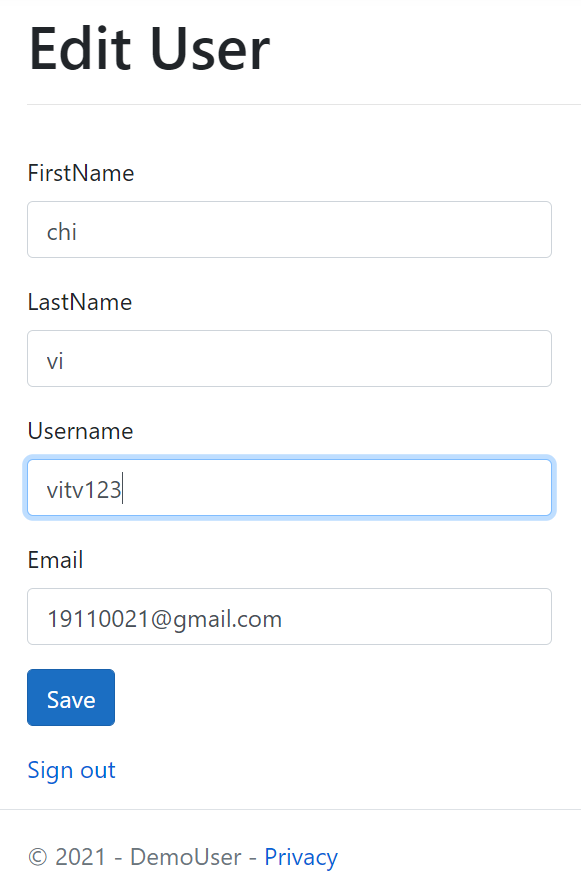 Edit User
FirstName
chi
LastName
vi
Username
vitv123
Email
19110021@gmail.com
Save
Sign out
© 2021 - DemoUser - Privacy